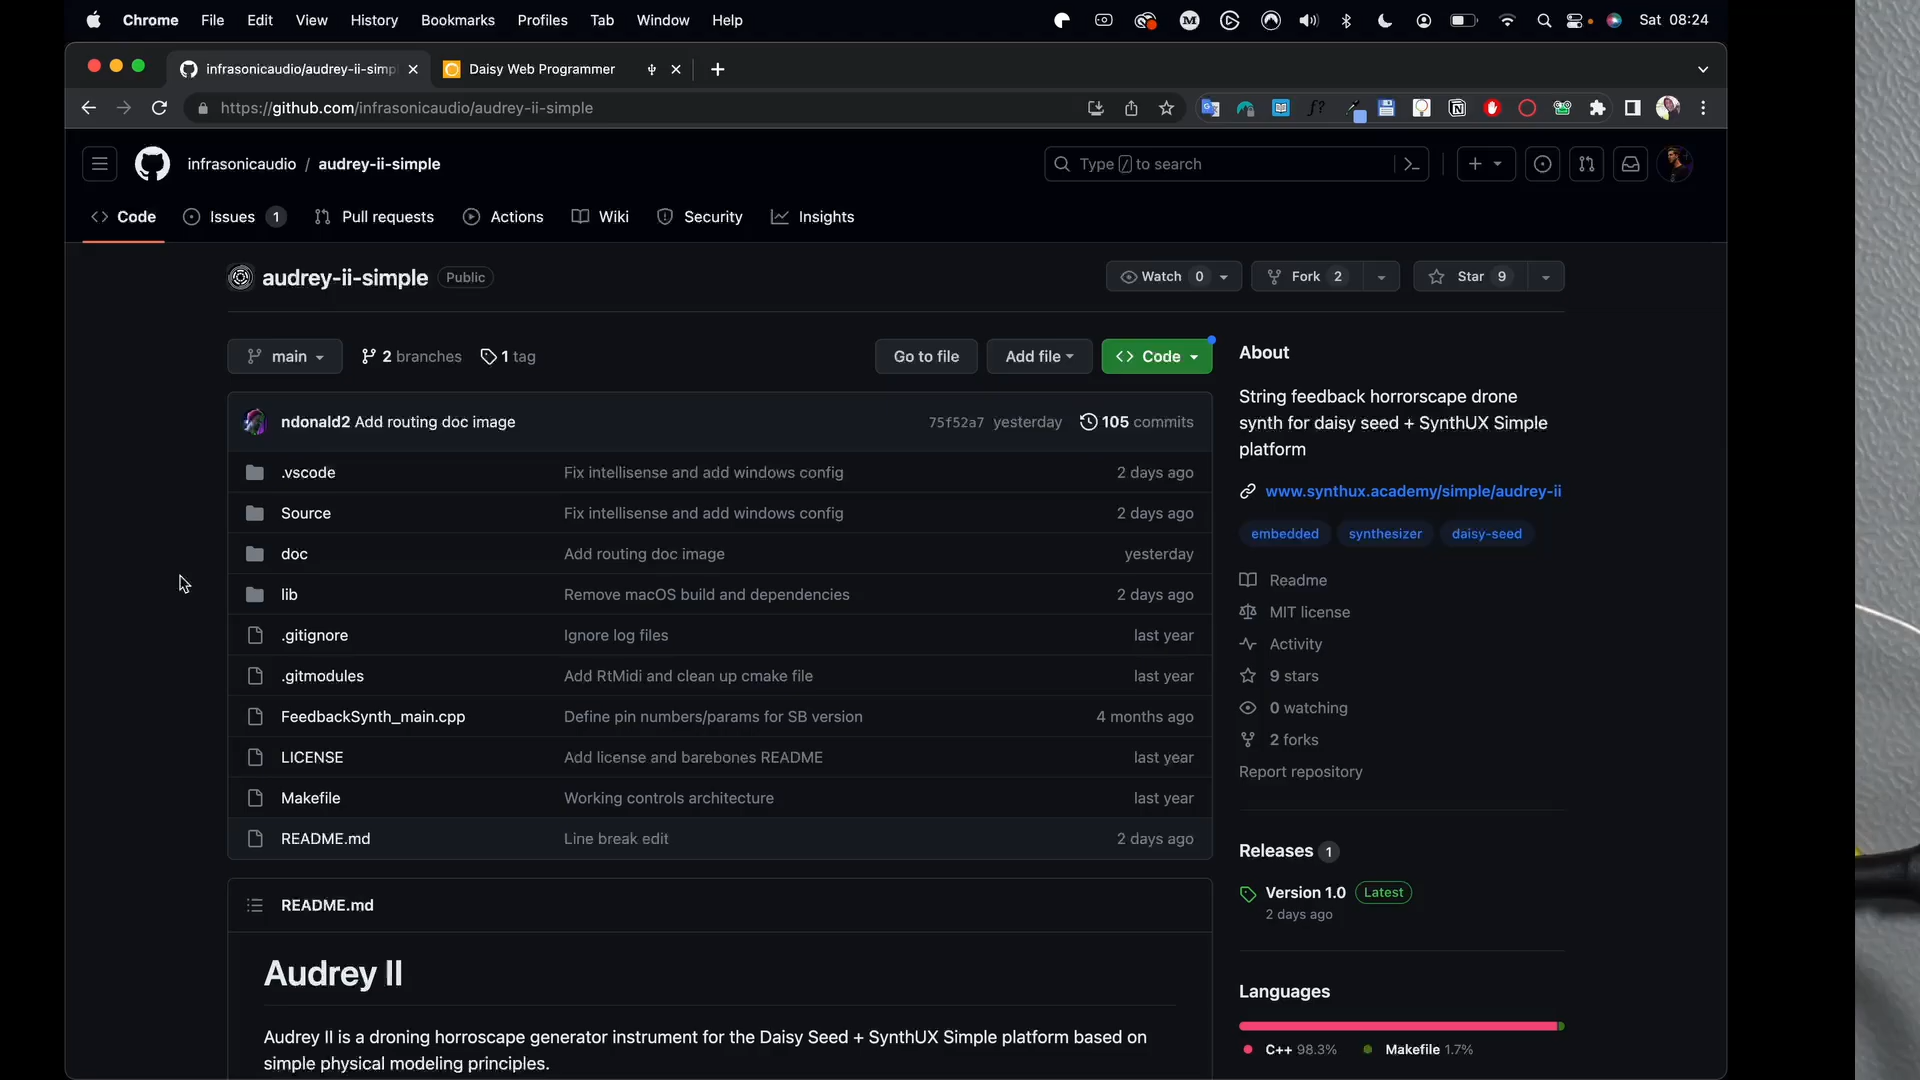 Chrome File Edit View History Bookmarks Profiles Tab Window Help Sat 08:24
infrasonicaudio/audrey-ii-simp Daisy Web Programmer
https://github.com/infrasonicaudio/audrey-ii-simple
infrasonicaudio / audrey-ii-simple Type / to search
Code Issues 1 Pull requests Actions Wiki Security Insights
audrey-ii-simple Public Watch 0 Fork 2 Star 9
main 2 branches 1 tag Go to file Add file Code
ndonald2 Add routing doc image 75f52a7 yesterday 105 commits
.vscode Fix intellisense and add windows config 2 days ago
Source Fix intellisense and add windows config 2 days ago
doc Add routing doc image yesterday
lib Remove macOS build and dependencies 2 days ago
.gitignore Ignore log files last year
.gitmodules Add RtMidi and clean up cmake file last year
FeedbackSynth_main.cpp Define pin numbers/params for SB version 4 months ago
LICENSE Add license and barebones README last year
Makefile Working controls architecture last year
README.md Line break edit 2 days ago
README.md
Audrey II
Audrey II is a droning horroscape generator instrument for the Daisy Seed + SynthUX Simple platform based on
simple physical modeling principles.
About
String feedback horrorscape drone
synth for daisy seed + SynthUX Simple
platform
www.synthux.academy/simple/audrey-ii
embedded synthesizer daisy-seed
Readme
MIT license
Activity
9 stars
0 watching
2 forks
Report repository
Releases 1
Version 1.0 Latest
2 days ago
Languages
C++ 98.3% Makefile 1.7%